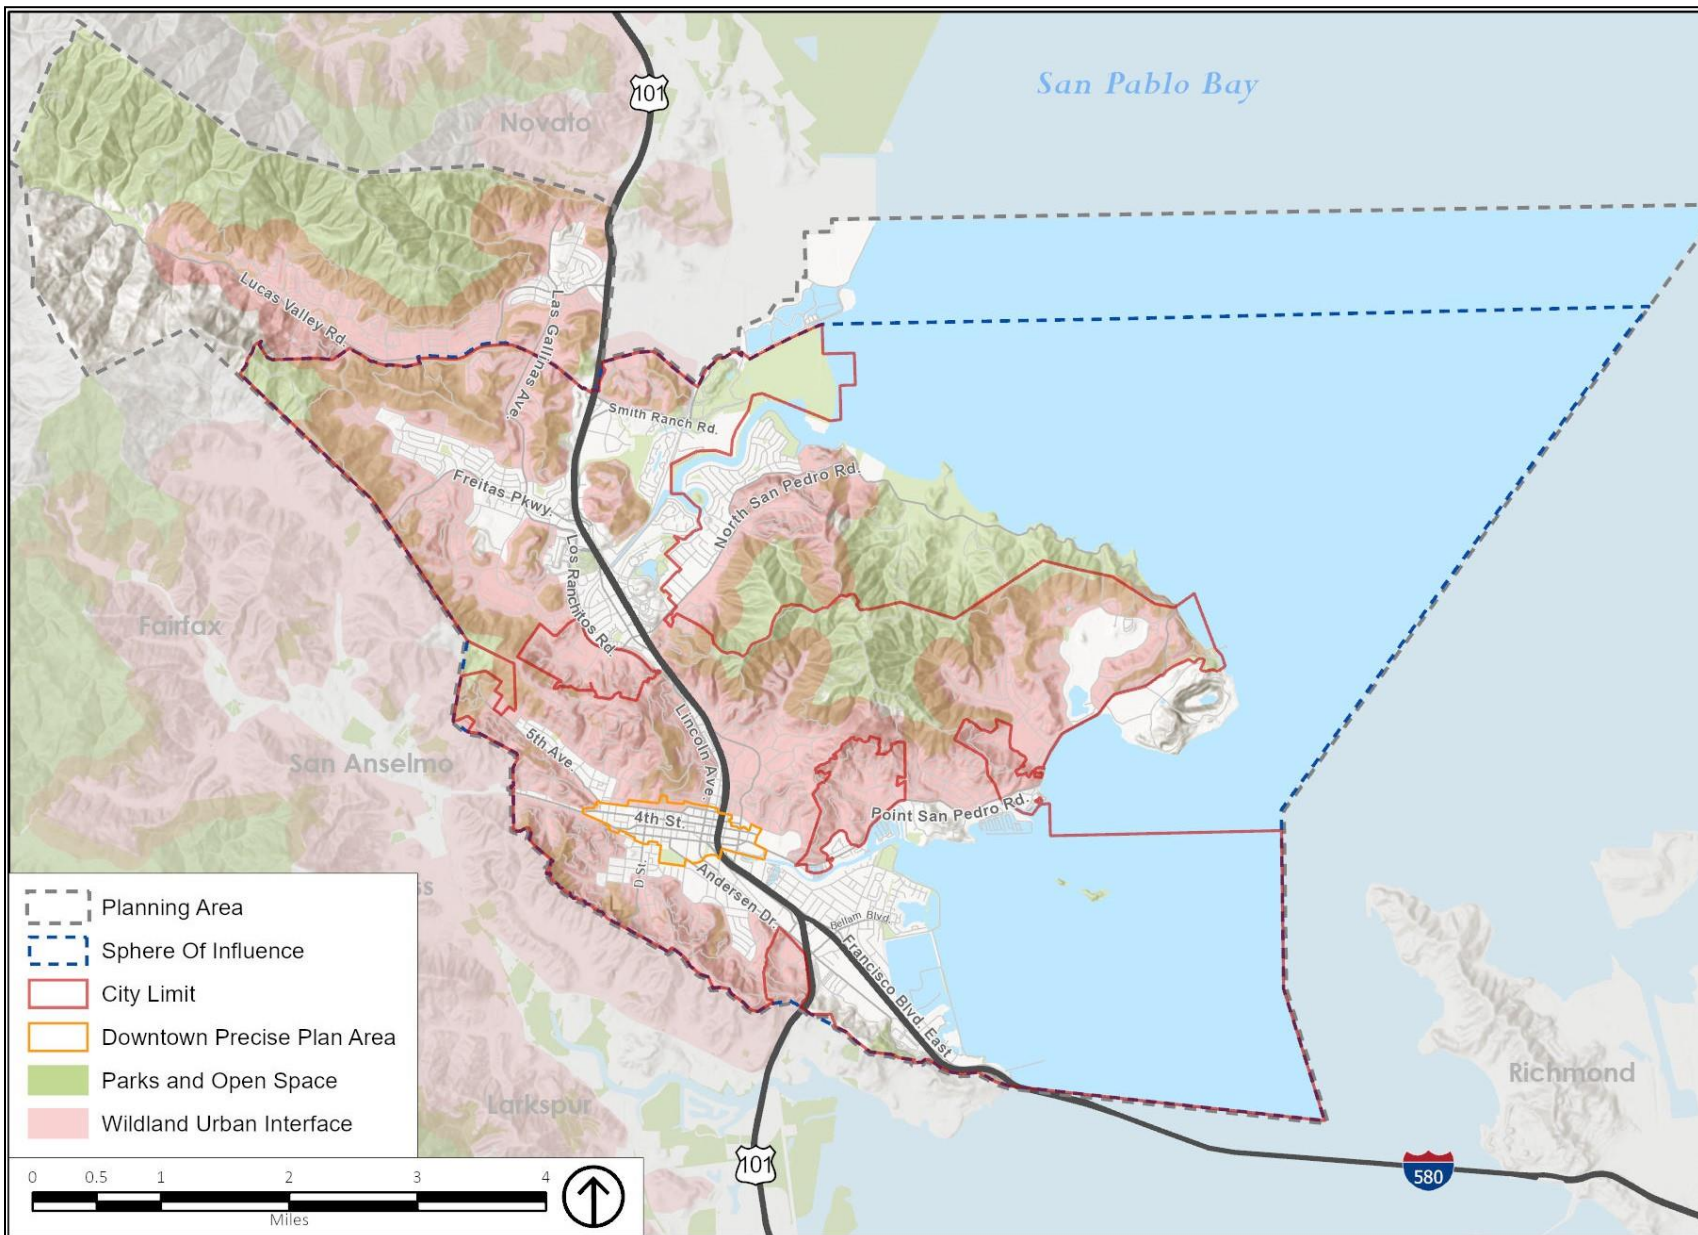 San Pablo Bay
101
Novato
Lucas Valley Rd.
Las Gallinas Ave.
Smith Ranch Rd.
North San Pedro Rd.
Freitas Pkwy.
Los Ranchitos Rd.
Fairfax
Lincoln Ave.
5th Ave.
San Anselmo
4th St.
Point San Pedro Rd.
D St.
Andersen Dr.
Bellam Blvd.
Francisco Blvd. East
ss
Larkspur
Richmond
101
580
Planning Area
Sphere Of Influence
City Limit
Downtown Precise Plan Area
Parks and Open Space
Wildland Urban Interface
0 0.5 1 2 3 4
Miles